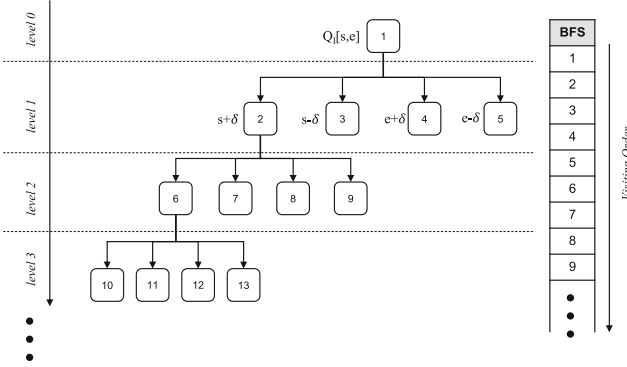 level 0
Q₁[s,e]
1
level 1
s+δ
2
s-δ
3
e+δ
4
e-δ
5
level 2
6
7
8
9
level 3
10
11
12
13
BFS
1
2
3
4
5
6
7
8
9
Visiting Order